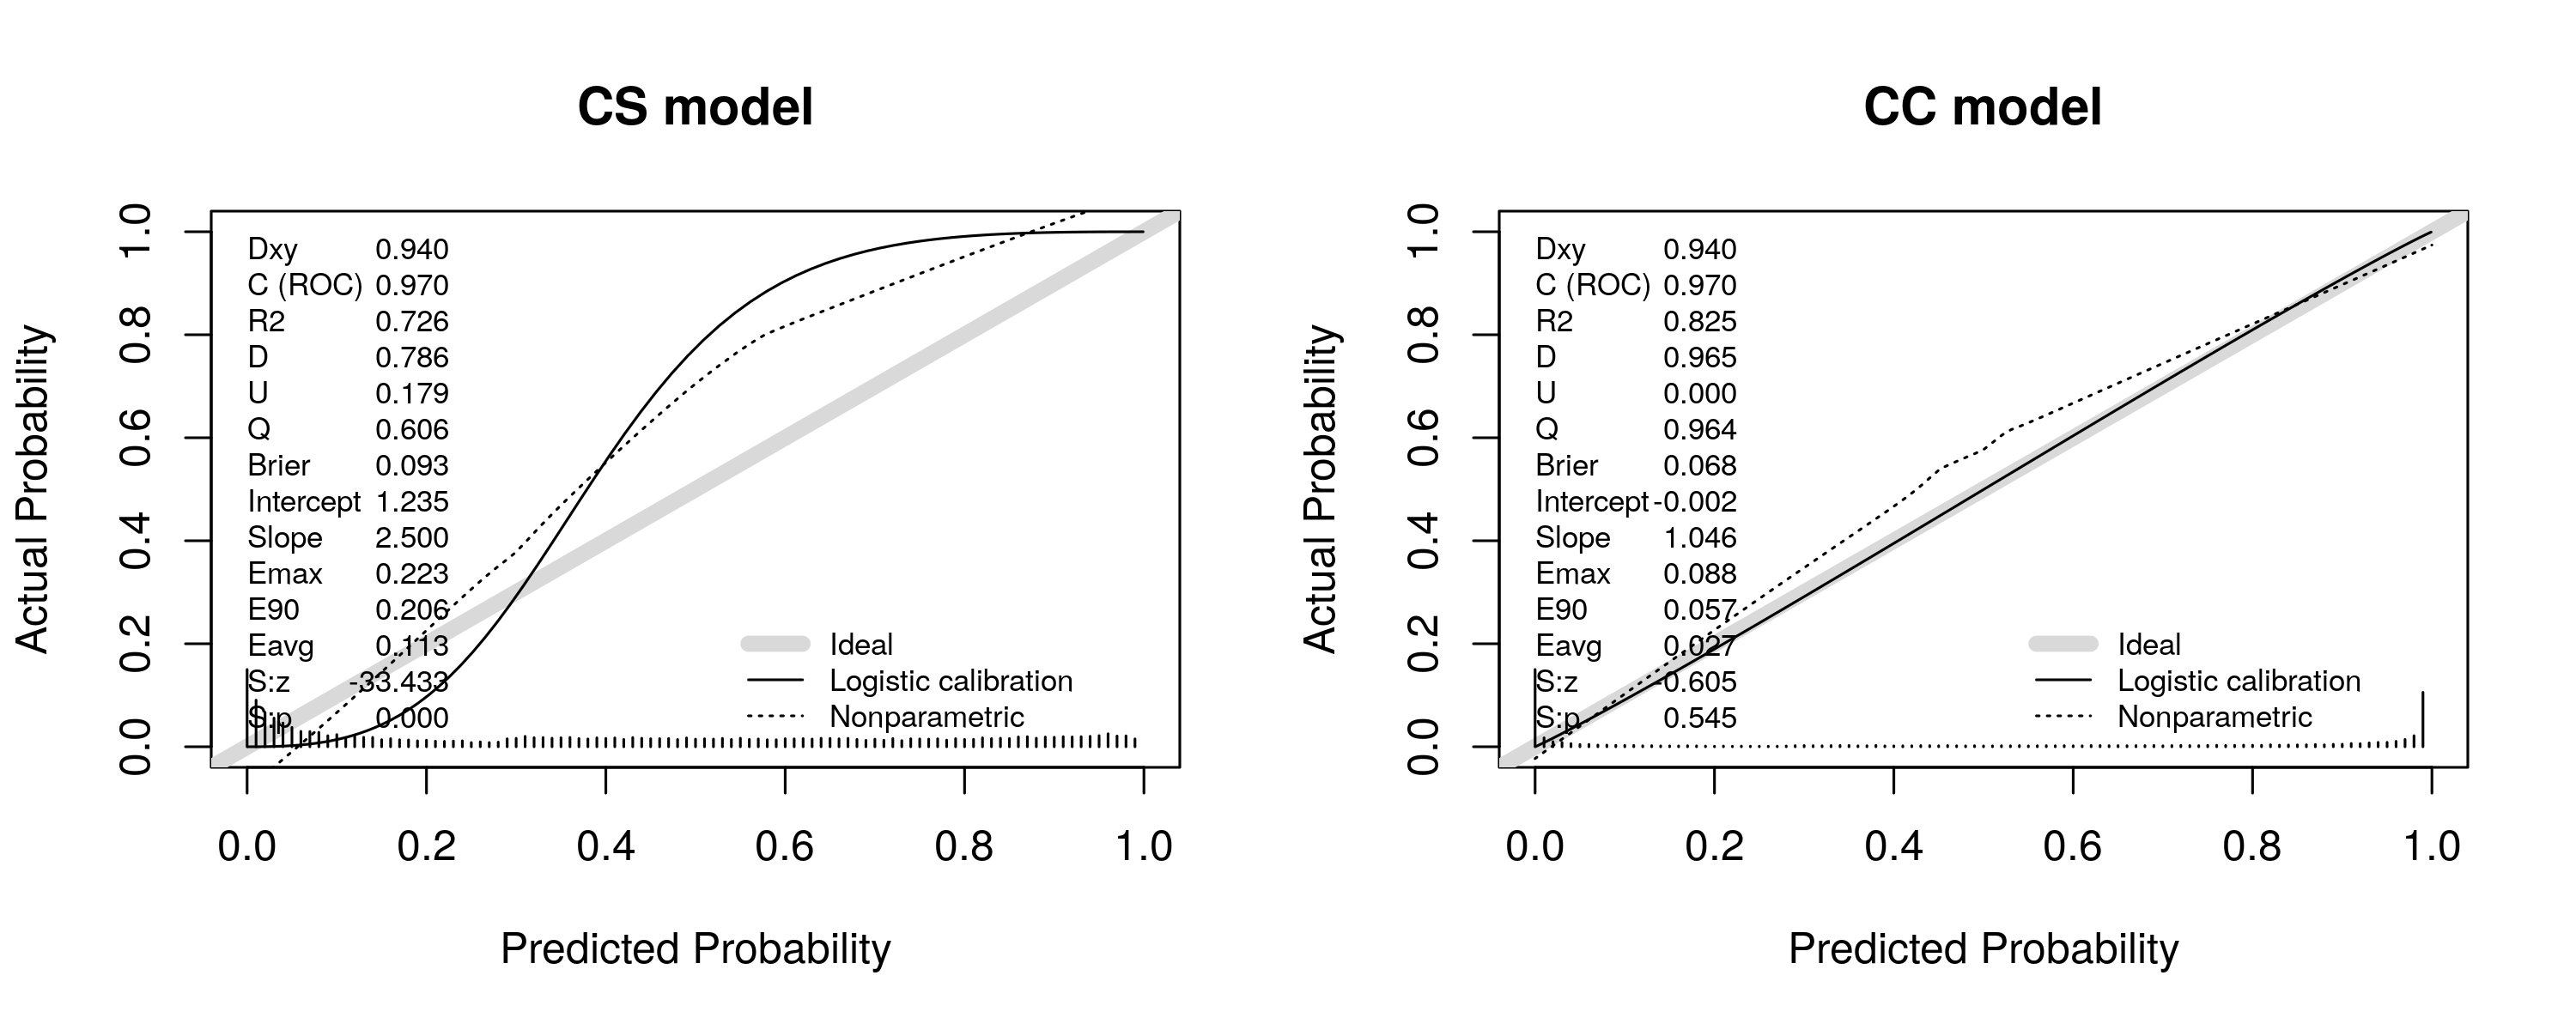 CS model
Actual Probability
1.0
0.8
0.6
0.4
0.2
0.0
Dxy 0.940
C (ROC) 0.970
R2 0.726
D 0.786
U 0.179
Q 0.606
Brier 0.093
Intercept 1.235
Slope 2.500
Emax 0.223
E90 0.206
Eavg 0.113
S:z -33.433
S:p 0.000
Ideal
Logistic calibration
Nonparametric
0.0 0.2 0.4 0.6 0.8 1.0
Predicted Probability
CC model
Actual Probability
1.0
0.8
0.6
0.4
0.2
0.0
Dxy 0.940
C (ROC) 0.970
R2 0.825
D 0.965
U 0.000
Q 0.964
Brier 0.068
Intercept -0.002
Slope 1.046
Emax 0.088
E90 0.057
Eavg 0.027
S:z -0.605
S:p 0.545
Ideal
Logistic calibration
Nonparametric
0.0 0.2 0.4 0.6 0.8 1.0
Predicted Probability